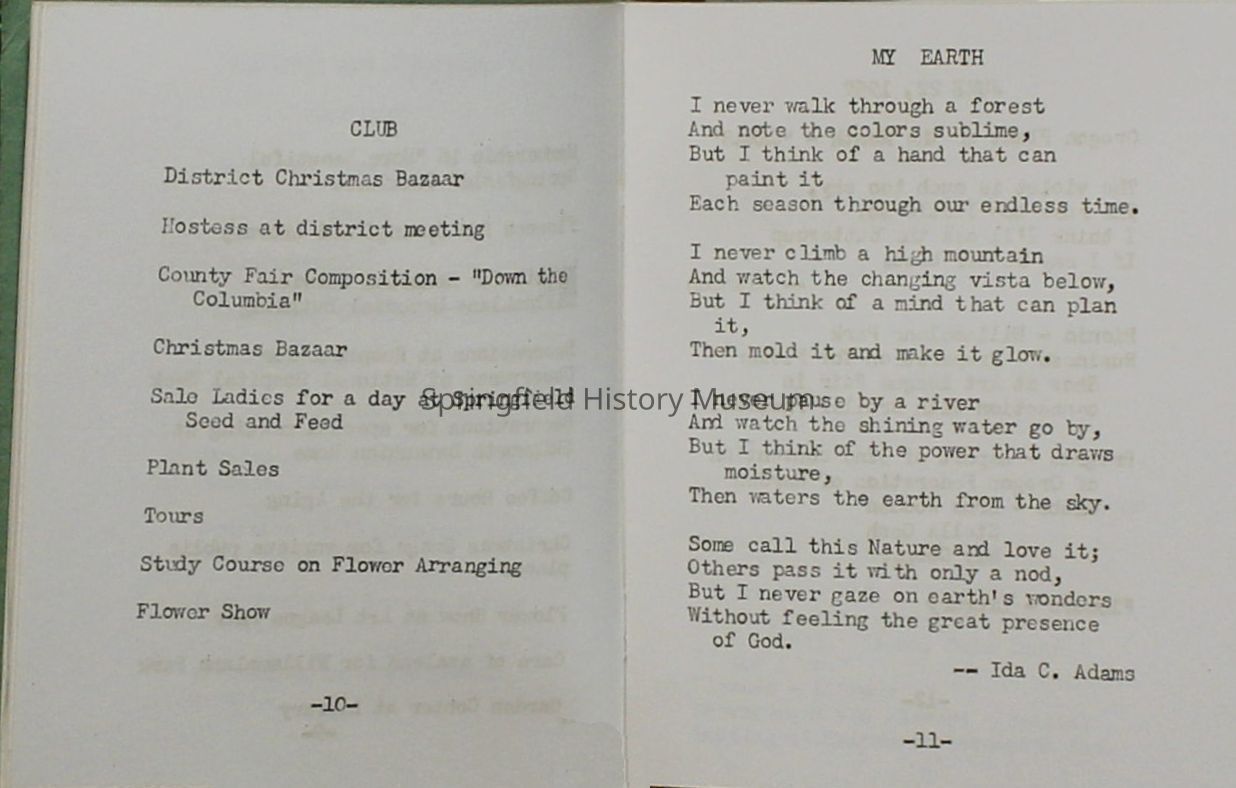 CLUB
District Christmas Bazaar
Hostess at district meeting
County Fair Composition - "Down the
Columbia"
Christmas Bazaar
Sale Ladies for a day at Springfield
Seed and Feed
Plant Sales
Tours
Study Course on Flower Arranging
Flower Show
-10-
MY EARTH
I never walk through a forest
And note the colors sublime,
But I think of a hand that can
paint it
Each season through our endless time.
I never climb a high mountain
And watch the changing vista below,
But I think of a mind that can plan
it,
Then mold it and make it glow.
I never pause by a river
And watch the shining water go by,
But I think of the power that draws
moisture,
Then waters the earth from the sky.
Some call this Nature and love it;
Others pass it with only a nod,
But I never gaze on earth's wonders
Without feeling the great presence
of God.
-- Ida C. Adams
-11-
Springfield History Museum